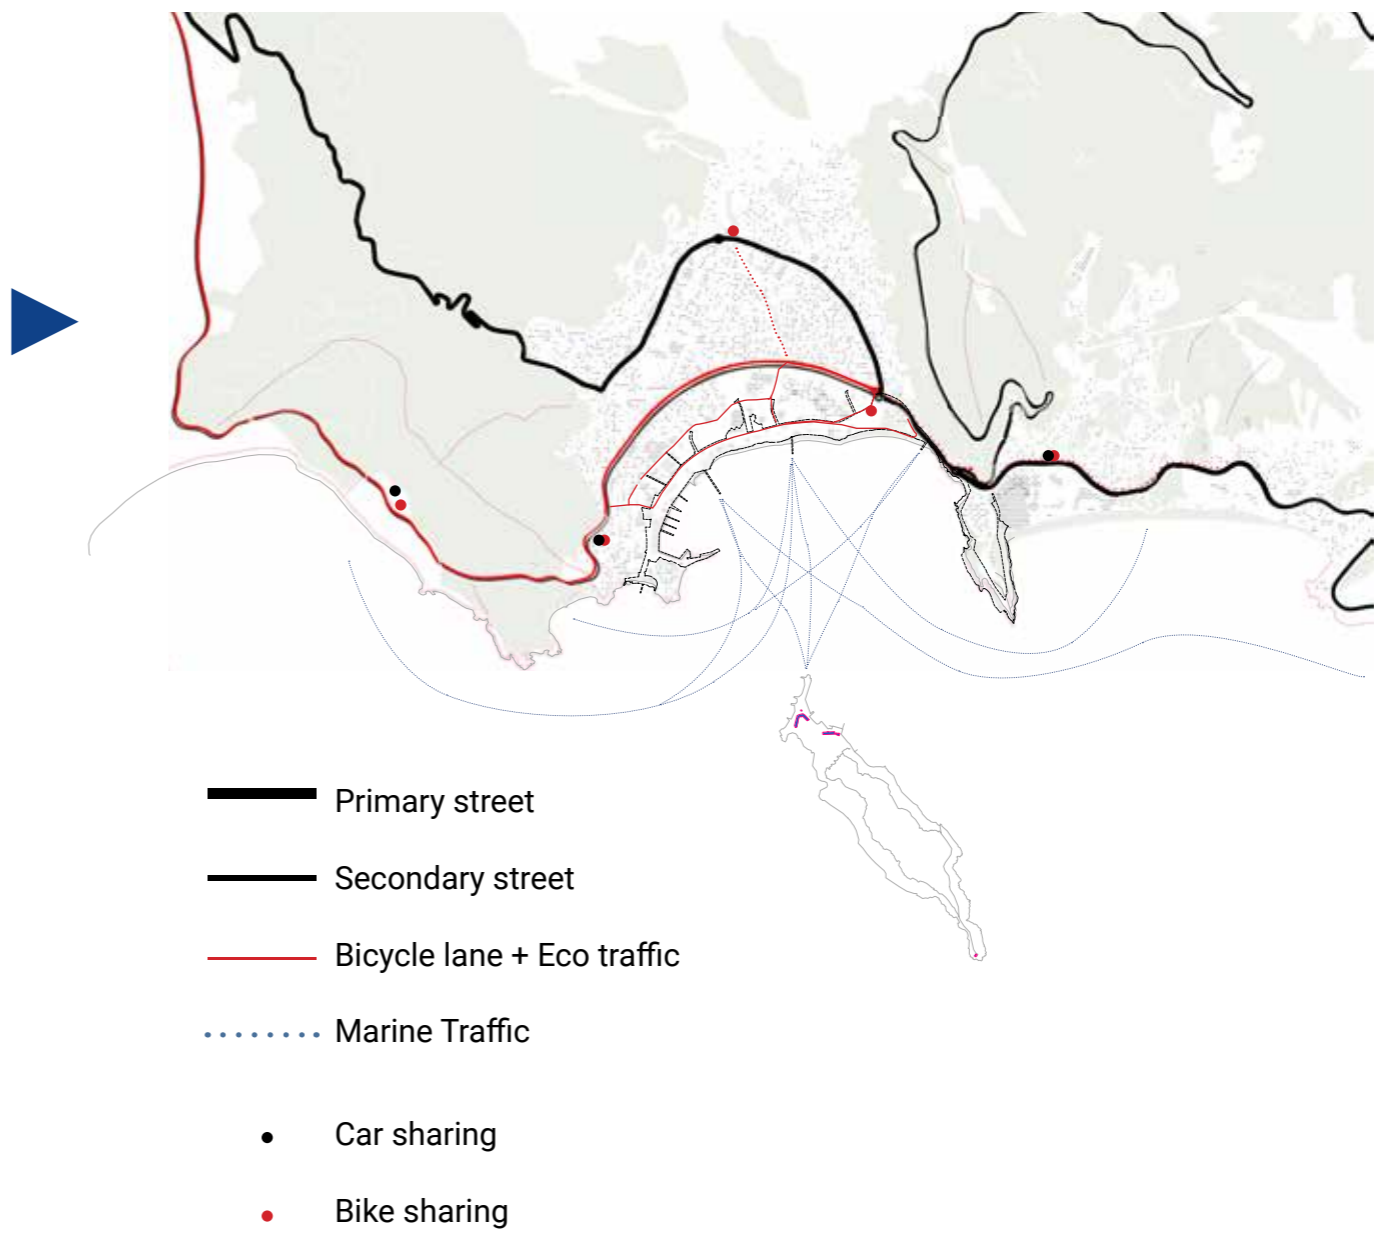 Primary street
Secondary street
Bicycle lane + Eco traffic
Marine Traffic
Car sharing
Bike sharing